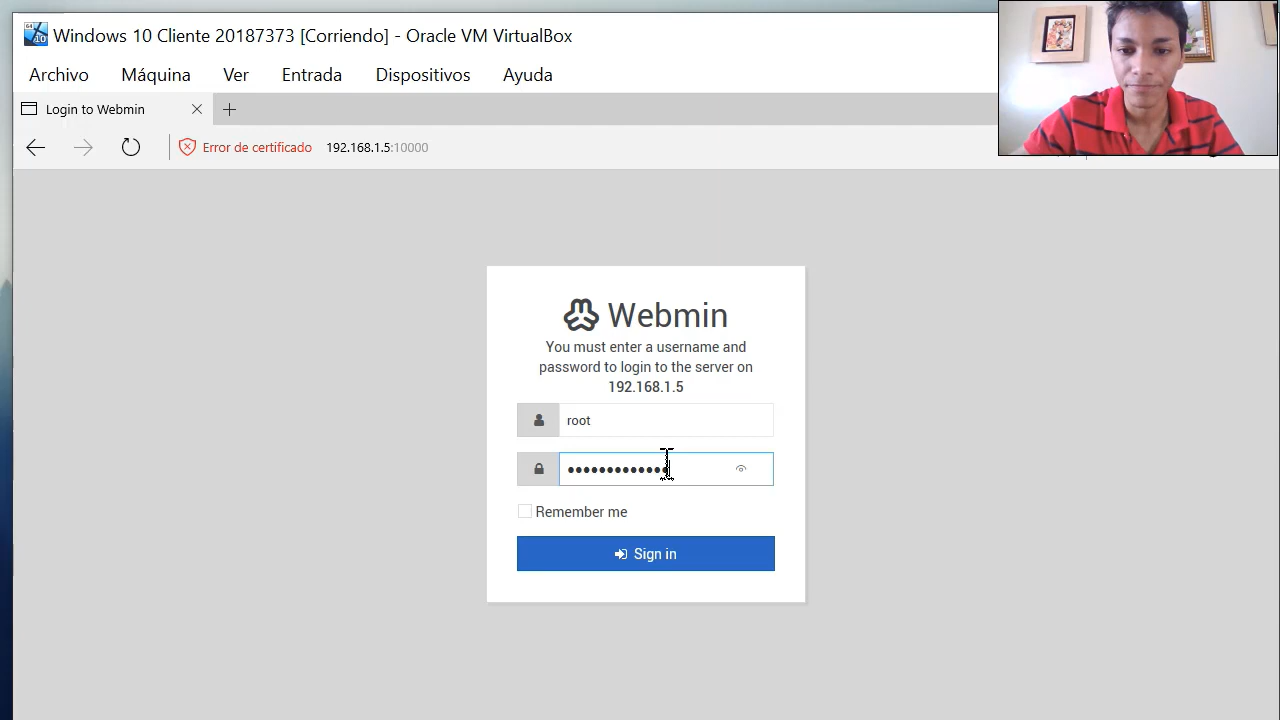 Windows 10 Cliente 20187373 [Corriendo] - Oracle VM VirtualBox
Archivo Máquina Ver Entrada Dispositivos Ayuda
Login to Webmin
Error de certificado 192.168.1.5:10000
Webmin
You must enter a username and
password to login to the server on
192.168.1.5
root
Remember me
Sign in